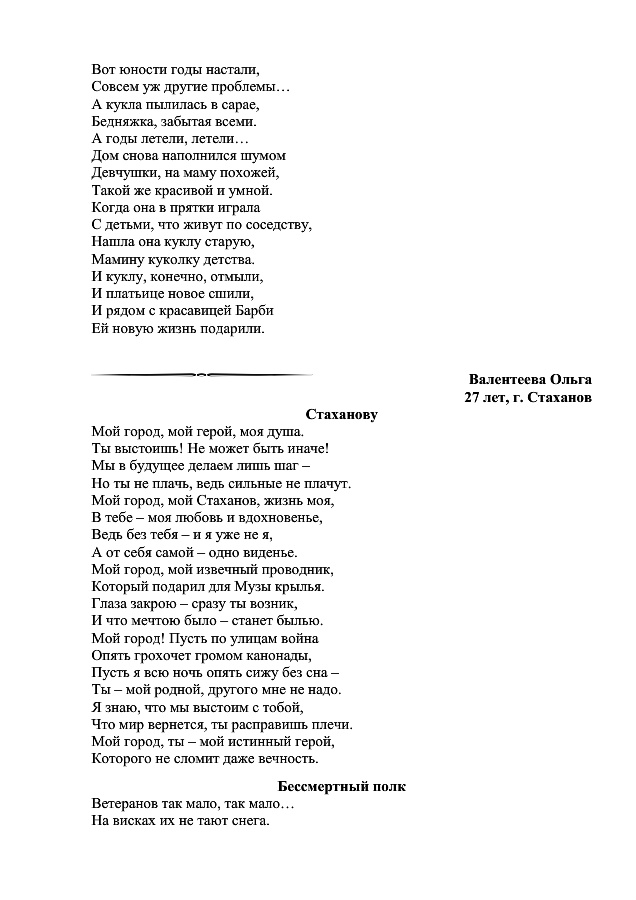 Вот юности годы настали,
Совсем уж другие проблемы…
А кукла пылилась в сарае,
Бедняжка, забытая всеми.
А годы летели, летели…
Дом снова наполнился шумом
Девчушки, на маму похожей,
Такой же красивой и умной.
Когда она в прятки играла
С детьми, что живут по соседству,
Нашла она куклу старую,
Мамину куколку детства.
И куклу, конечно, отмыли,
И платьице новое сшили,
И рядом с красавицей Барби
Ей новую жизнь подарили.
Валентеева Ольга
27 лет, г. Стаханов
Стаханову
Мой город, мой герой, моя душа.
Ты выстоишь! Не может быть иначе!
Мы в будущее делаем лишь шаг –
Но ты не плачь, ведь сильные не плачут.
Мой город, мой Стаханов, жизнь моя,
В тебе – моя любовь и вдохновенье,
Ведь без тебя – и я уже не я,
А от себя самой – одно виденье.
Мой город, мой извечный проводник,
Который подарил для Музы крылья.
Глаза закрою – сразу ты возник,
И что мечтою было – станет былью.
Мой город! Пусть по улицам война
Опять грохочет громом канонады,
Пусть я всю ночь опять сижу без сна –
Ты – мой родной, другого мне не надо.
Я знаю, что мы выстоим с тобой,
Что мир вернется, ты расправишь плечи.
Мой город, ты – мой истинный герой,
Которого не сломит даже вечность.
Бессмертный полк
Ветеранов так мало, так мало…
На висках их не тают снега.